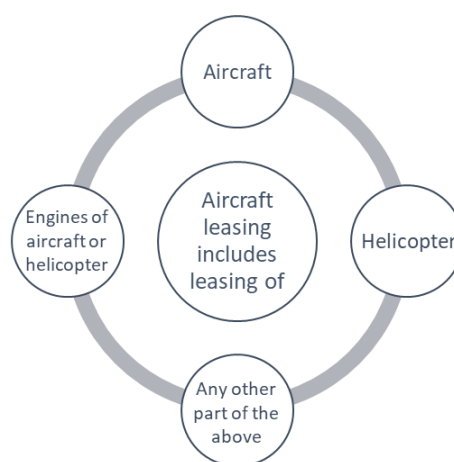 Aircraft
Aircraft
leasing
includes
leasing of
Engines of
aircraft or
helicopter
Helicopter
Any other
part of the
above